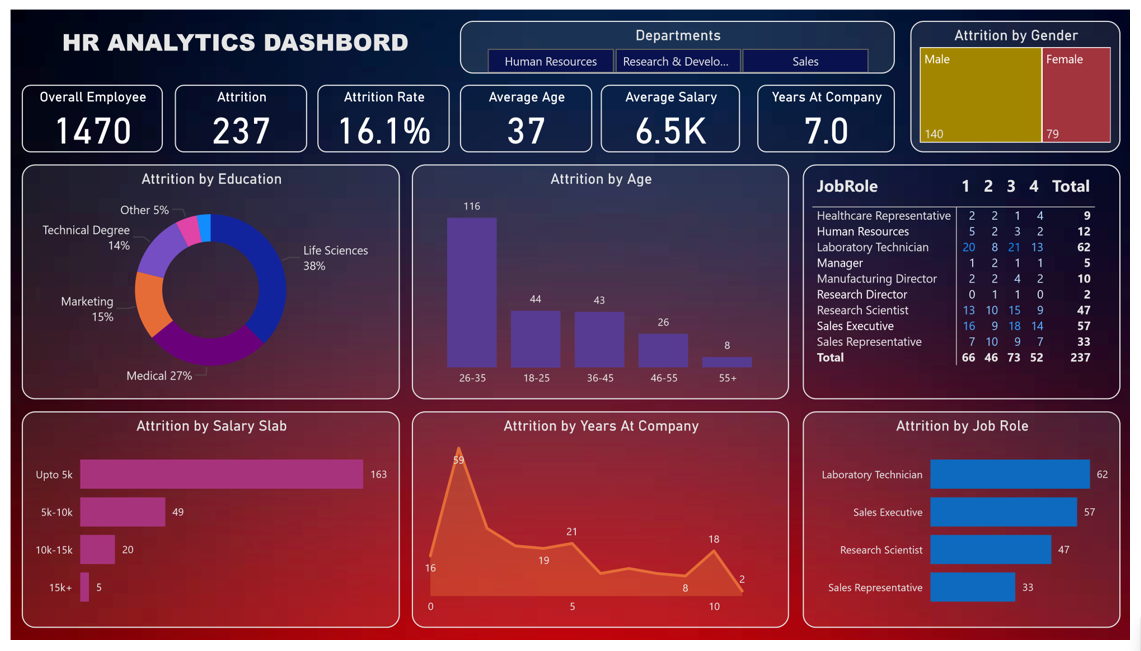 HR ANALYTICS DASHBORD
Departments
Human Resources
Research & Develo...
Sales
Attrition by Gender
Male
140
Female
79
Overall Employee
1470
Attrition
237
Attrition Rate
16.1%
Average Age
37
Average Salary
6.5K
Years At Company
7.0
Attrition by Education
Other 5%
Technical Degree
14%
Life Sciences
38%
Marketing
15%
Medical 27%
Attrition by Age
116
44
43
26
8
26-35 18-25 36-45 46-55 55+
JobRole 1 2 3 4 Total
Healthcare Representative 2 2 1 4 9
Human Resources 5 2 3 2 12
Laboratory Technician 20 8 21 13 62
Manager 1 2 1 1 5
Manufacturing Director 2 2 4 2 10
Research Director 0 1 1 0 2
Research Scientist 13 10 15 9 47
Sales Executive 16 9 18 14 57
Sales Representative 7 10 9 7 33
Total 66 46 73 52 237
Attrition by Salary Slab
Upto 5k 163
5k-10k 49
10k-15k 20
15k+ 5
Attrition by Years At Company
59
16
19
21
8
18
2
0 5 10
Attrition by Job Role
Laboratory Technician 62
Sales Executive 57
Research Scientist 47
Sales Representative 33